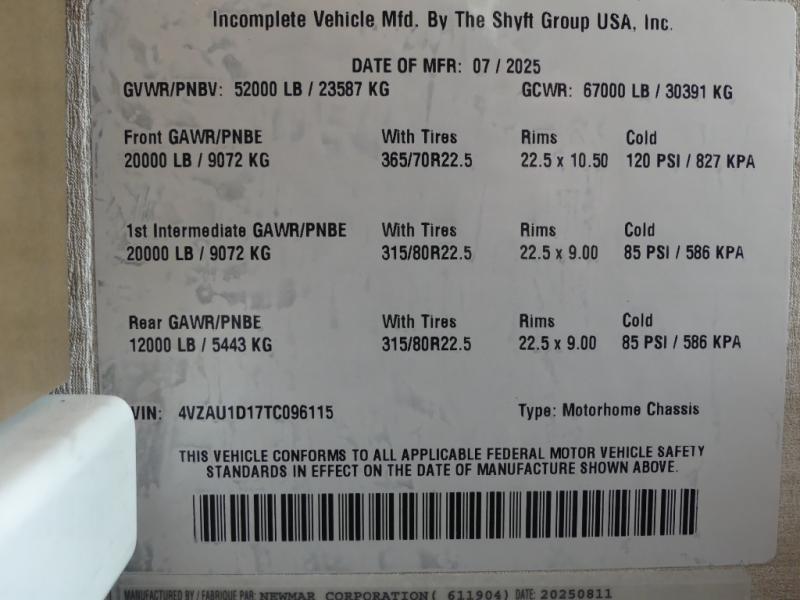 Incomplete Vehicle Mfd. By The Shyft Group USA, Inc.
DATE OF MFR: 07 / 2025
GVWR/PNBV: 52000 LB / 23587 KG GCWR: 67000 LB / 30391 KG
Front GAWR/PNBE With Tires Rims Cold
20000 LB / 9072 KG 365/70R22.5 22.5 x 10.50 120 PSI / 827 KPA
1st Intermediate GAWR/PNBE With Tires Rims Cold
20000 LB / 9072 KG 315/80R22.5 22.5 x 9.00 85 PSI / 586 KPA
Rear GAWR/PNBE With Tires Rims Cold
12000 LB / 5443 KG 315/80R22.5 22.5 x 9.00 85 PSI / 586 KPA
VIN: 4VZAU1D17TC096115 Type: Motorhome Chassis
THIS VEHICLE CONFORMS TO ALL APPLICABLE FEDERAL MOTOR VEHICLE SAFETY
STANDARDS IN EFFECT ON THE DATE OF MANUFACTURE SHOWN ABOVE.
MANUFACTURED BY / FABRIQUE PAR: NEWMAR CORPORATION( 611904) DATE: 20250811